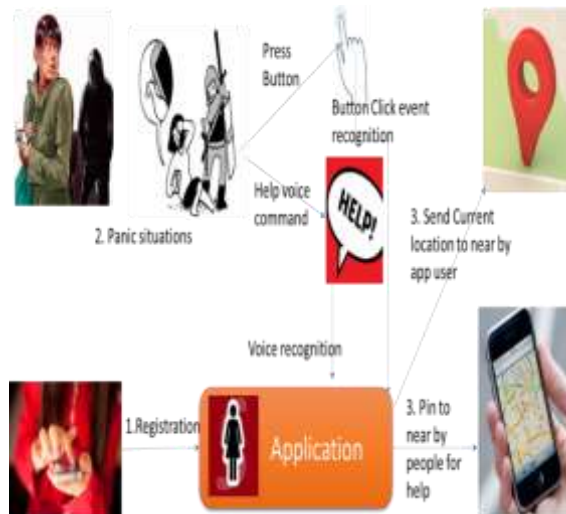 Press
Button
Button Click event
recognition
Help voice
command
HELP!
2. Panic situations
3. Send Current
location to near by
app user
Voice recognition
1.Registration
Application
3. Pin to
near by
people for
help